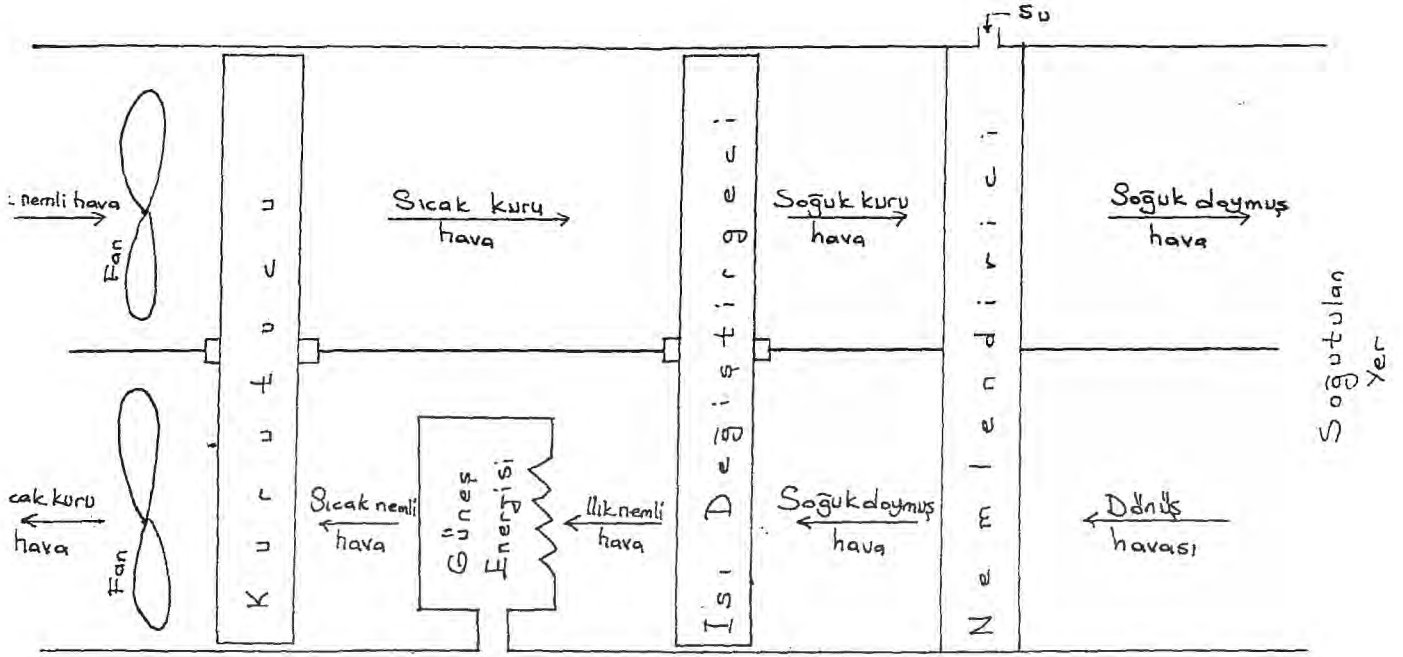 Su
nemli hava
Fan
Kurutucu
Sıcak kuru
hava
Isı Değiştirgeci
Soğuk kuru
hava
Nemlendirici
Soğuk doymuş
hava
Soğutulan
Yer
cak kuru
hava
Fan
Sıcak nemli
hava
Güneş
Enerjisi
Ilık nemli
hava
Soğuk doymuş
hava
Dönüş
havası